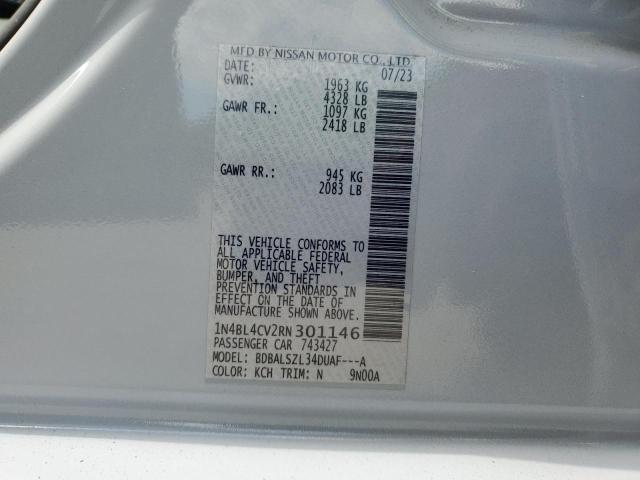 MFD BY NISSAN MOTOR CO., LTD.
DATE: 07/23
GVWR: 1963 KG
4328 LB
GAWR FR.: 1097 KG
2418 LB
GAWR RR.: 945 KG
2083 LB
THIS VEHICLE CONFORMS TO
ALL APPLICABLE FEDERAL
MOTOR VEHICLE SAFETY,
BUMPER, AND THEFT
PREVENTION STANDARDS IN
EFFECT ON THE DATE OF
MANUFACTURE SHOWN ABOVE.
1N4BL4CV2RN301146
PASSENGER CAR 743427
MODEL: BDBALSZL34DUAF---A
COLOR: KCH TRIM: N 9N00A